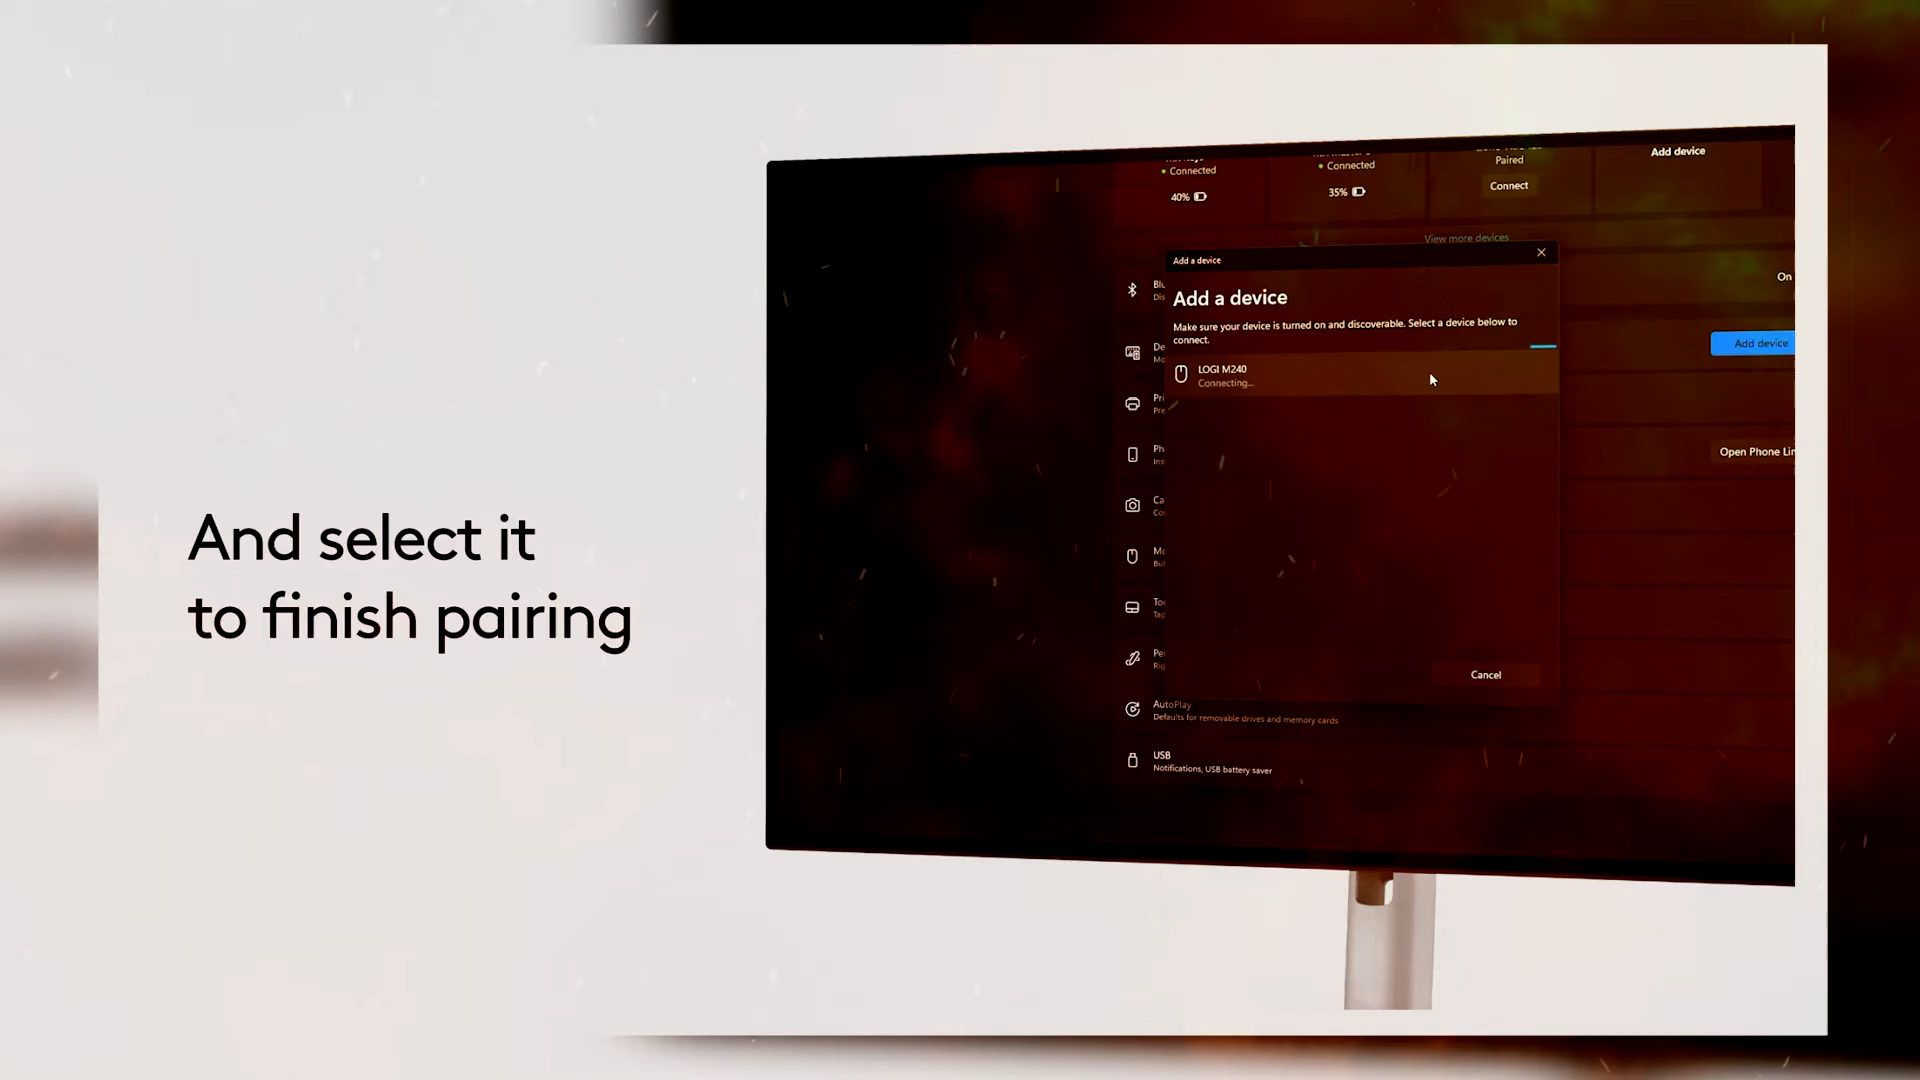 And select it
to finish pairing
Connected
40%
Connected
35%
Paired
Connect
Add device
View more devices
Add a device
Add a device
Make sure your device is turned on and discoverable. Select a device below to
connect.
LOGI M240
Connecting...
Cancel
On
Add device
Open Phone
AutoPlay
Defaults for removable drives and memory cards
USB
Notifications, USB battery saver